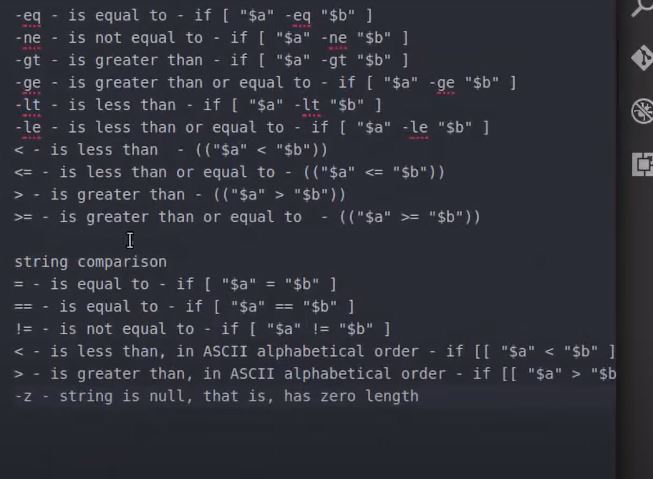 -eq - is equal to - if [ "$a" -eq "$b" ]
-ne - is not equal to - if [ "$a" -ne "$b" ]
-gt - is greater than - if [ "$a" -gt "$b" ]
-ge - is greater than or equal to - if [ "$a" -ge "$b" ]
-lt - is less than - if [ "$a" -lt "$b" ]
-le - is less than or equal to - if [ "$a" -le "$b" ]
< - is less than  - (("$a" < "$b"))
<= - is less than or equal to - (("$a" <= "$b"))
> - is greater than - (("$a" > "$b"))
>= - is greater than or equal to  - (("$a" >= "$b"))
string comparison
= - is equal to - if [ "$a" = "$b" ]
== - is equal to - if [ "$a" == "$b" ]
!= - is not equal to - if [ "$a" != "$b" ]
< - is less than, in ASCII alphabetical order - if [[ "$a" < "$b" ]
> - is greater than, in ASCII alphabetical order - if [[ "$a" > "$b
-z - string is null, that is, has zero length